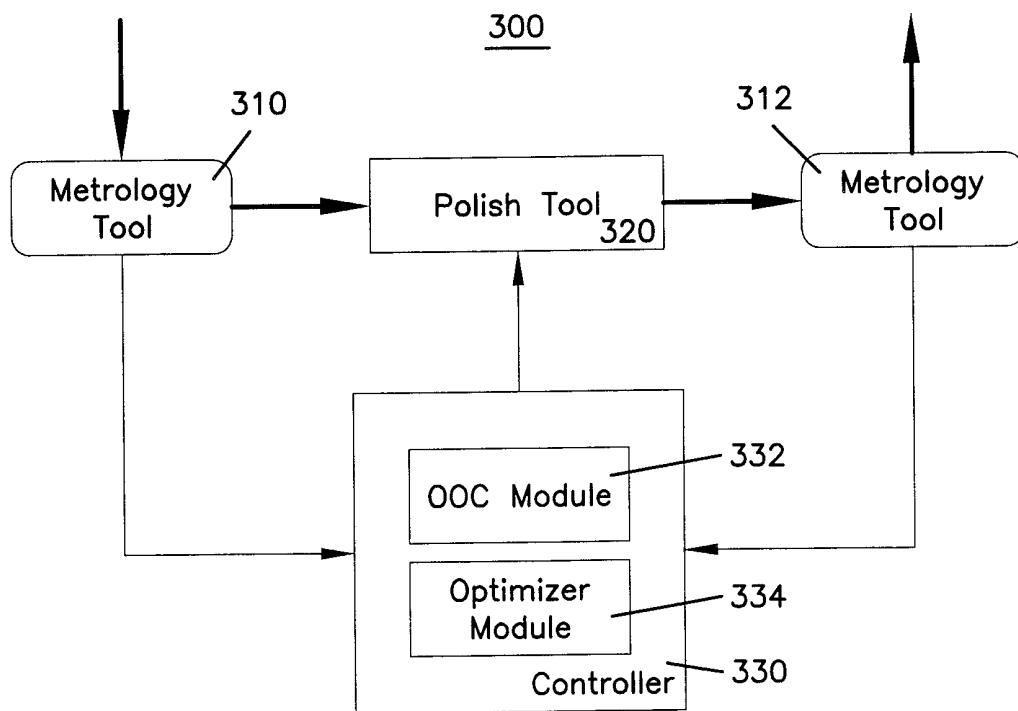 300
310
312
Metrology
Tool
Polish Tool
320
Metrology
Tool
OOC Module
332
Optimizer
Module
334
Controller
330